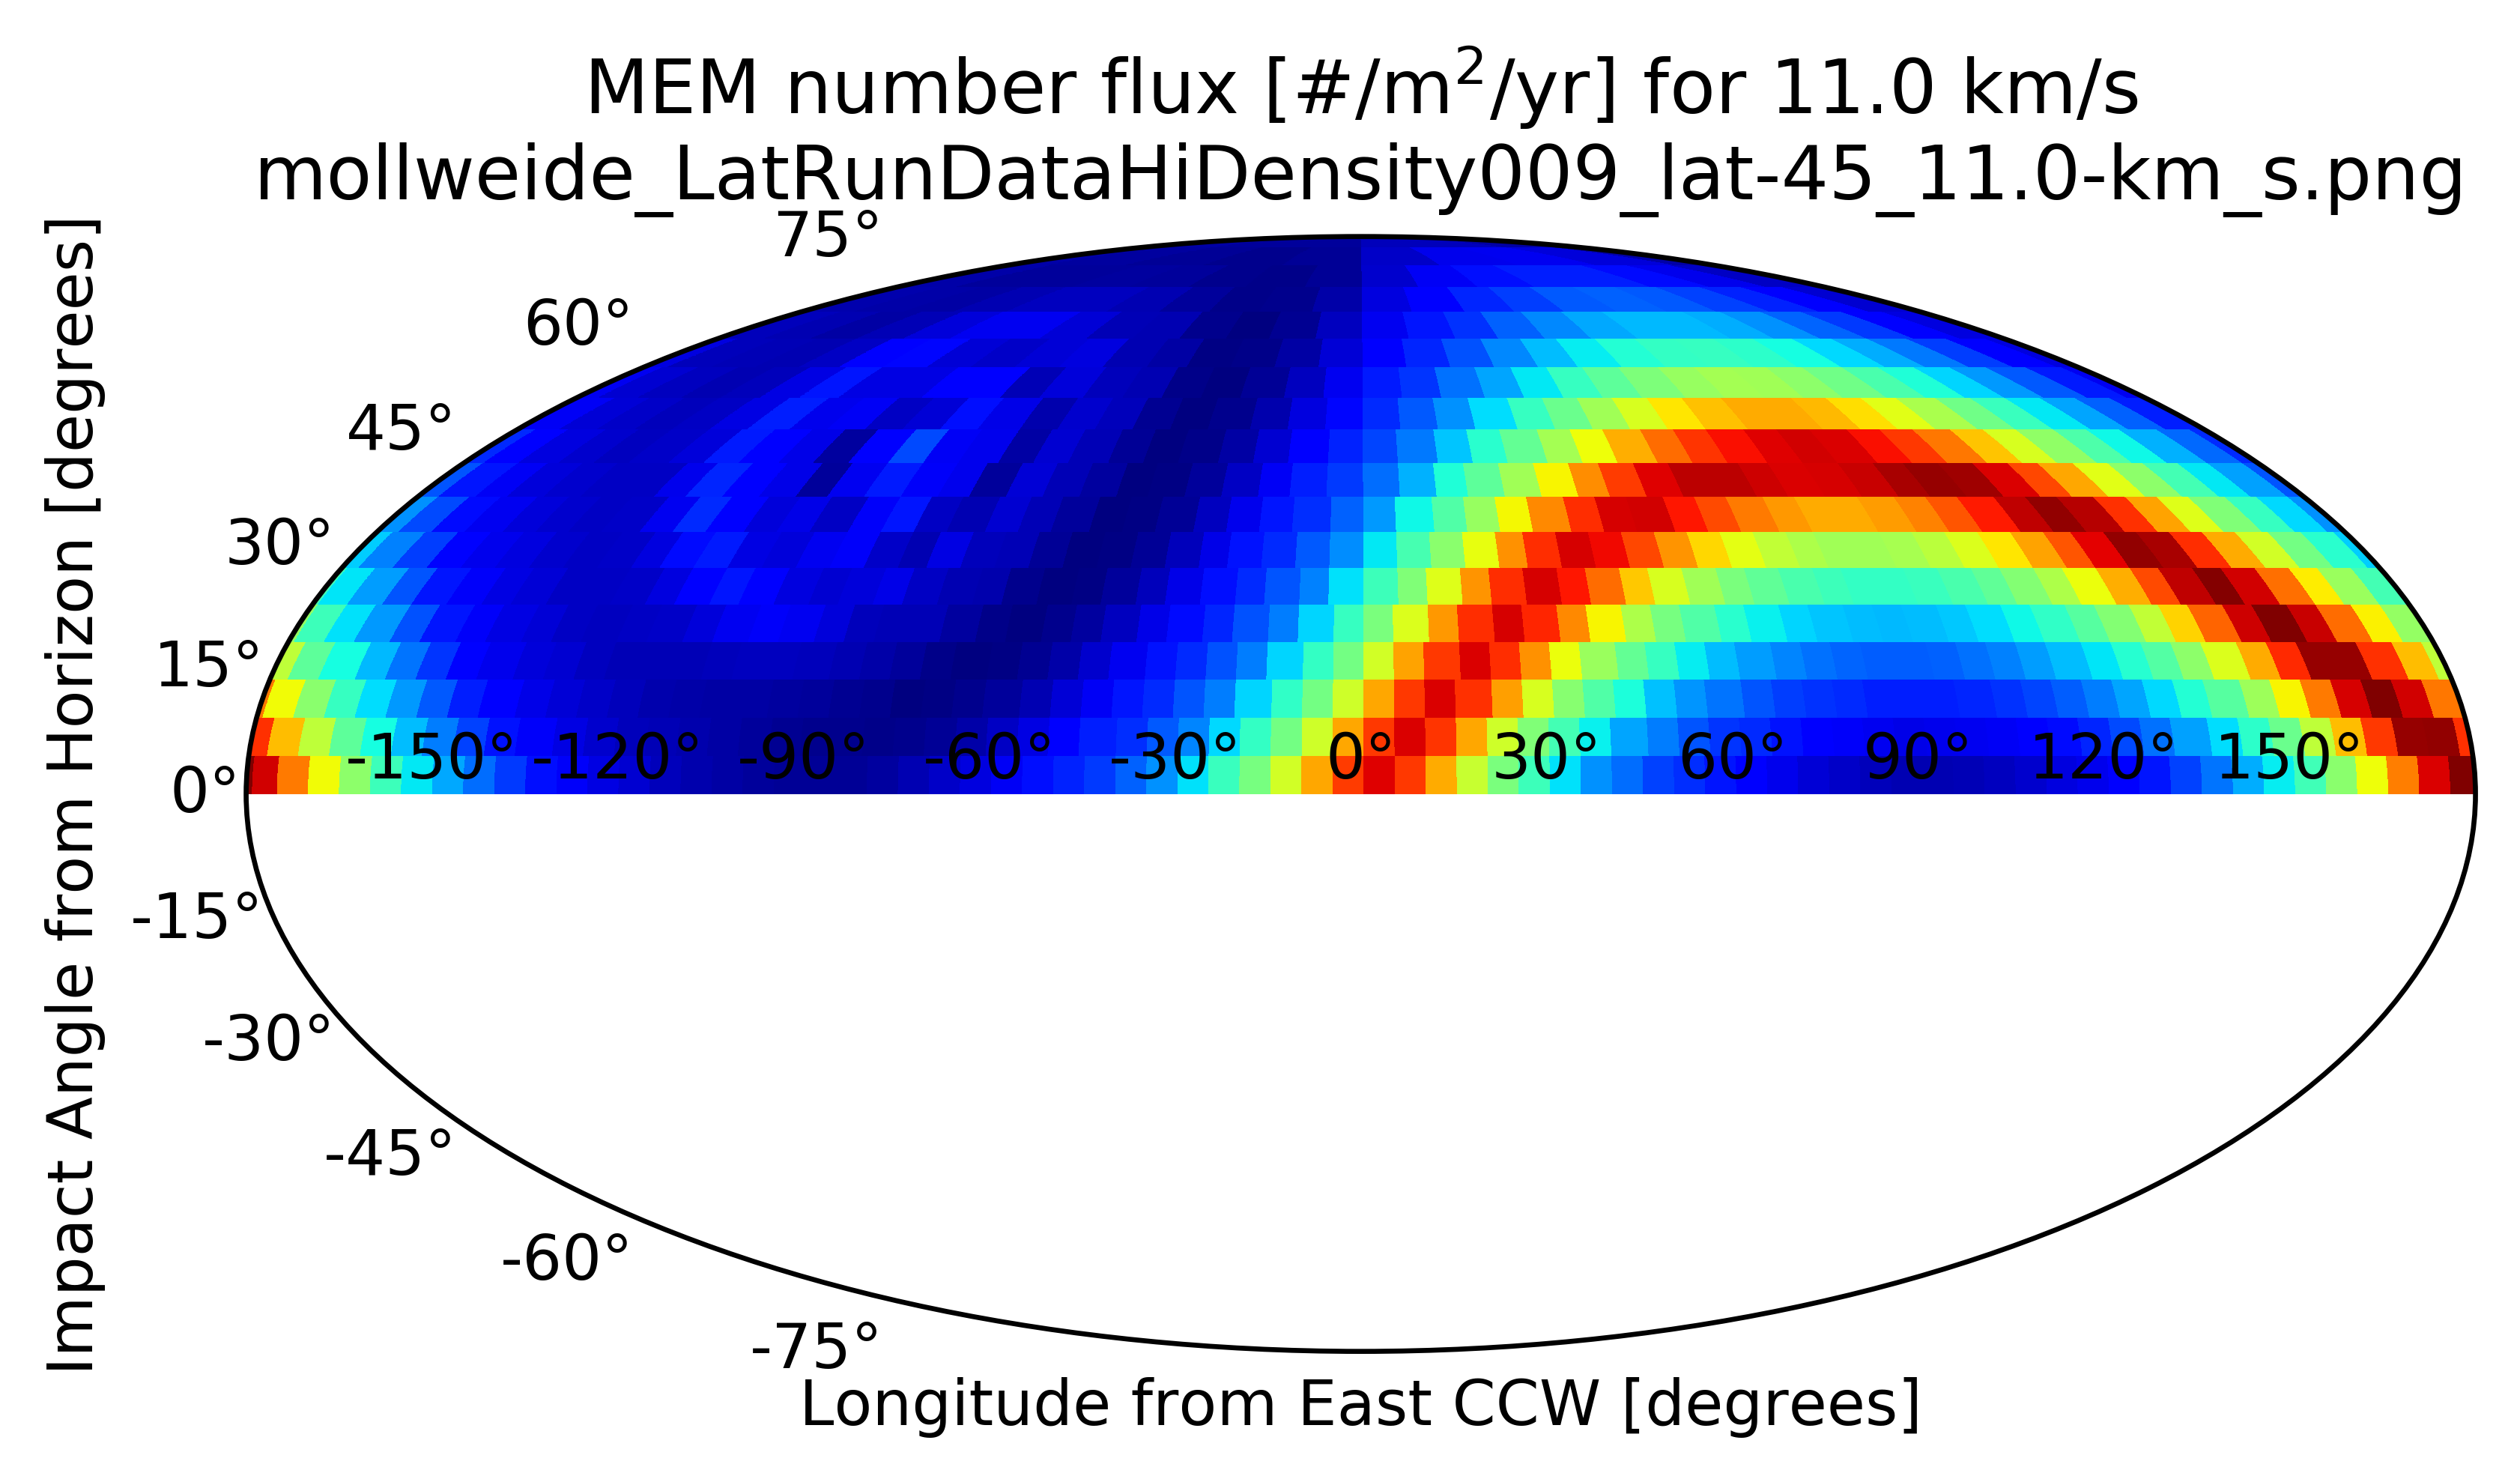 MEM number flux [#/m²/yr] for 11.0 km/s
mollweide_LatRunDataHiDensity009_lat-45_11.0-km_s.png
Impact Angle from Horizon [degrees]
75°
60°
45°
30°
15°
0°
-15°
-30°
-45°
-60°
-75°
-150° -120° -90° -60° -30° 0° 30° 60° 90° 120° 150°
Longitude from East CCW [degrees]